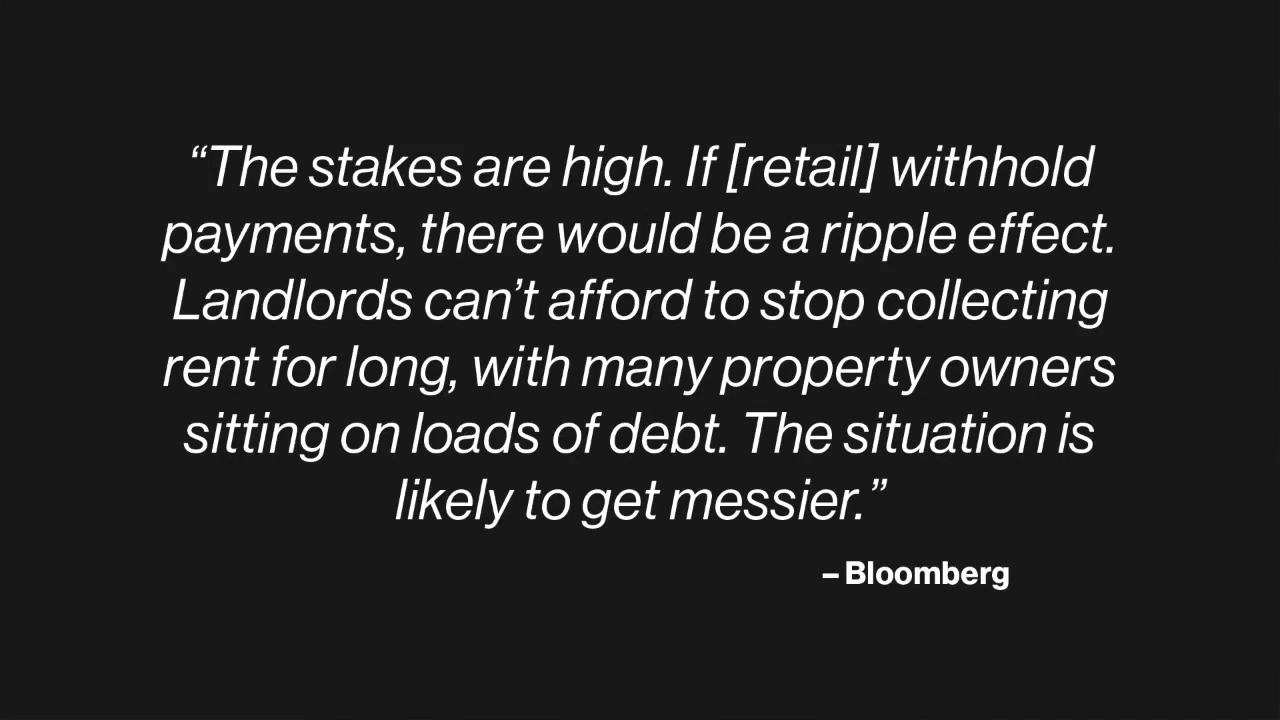 “The stakes are high. If [retail] withhold
payments, there would be a ripple effect.
Landlords can’t afford to stop collecting
rent for long, with many property owners
sitting on loads of debt. The situation is
likely to get messier.”
– Bloomberg